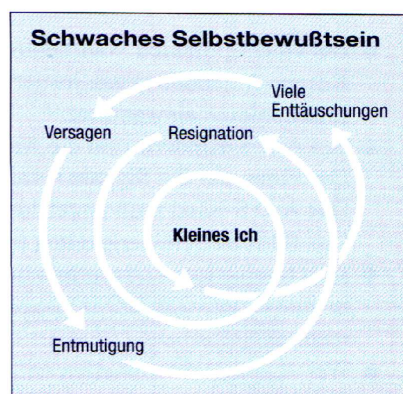 Schwaches Selbstbewußtsein
Viele
Enttäuschungen
Versagen
Resignation
Kleines Ich
Entmutigung